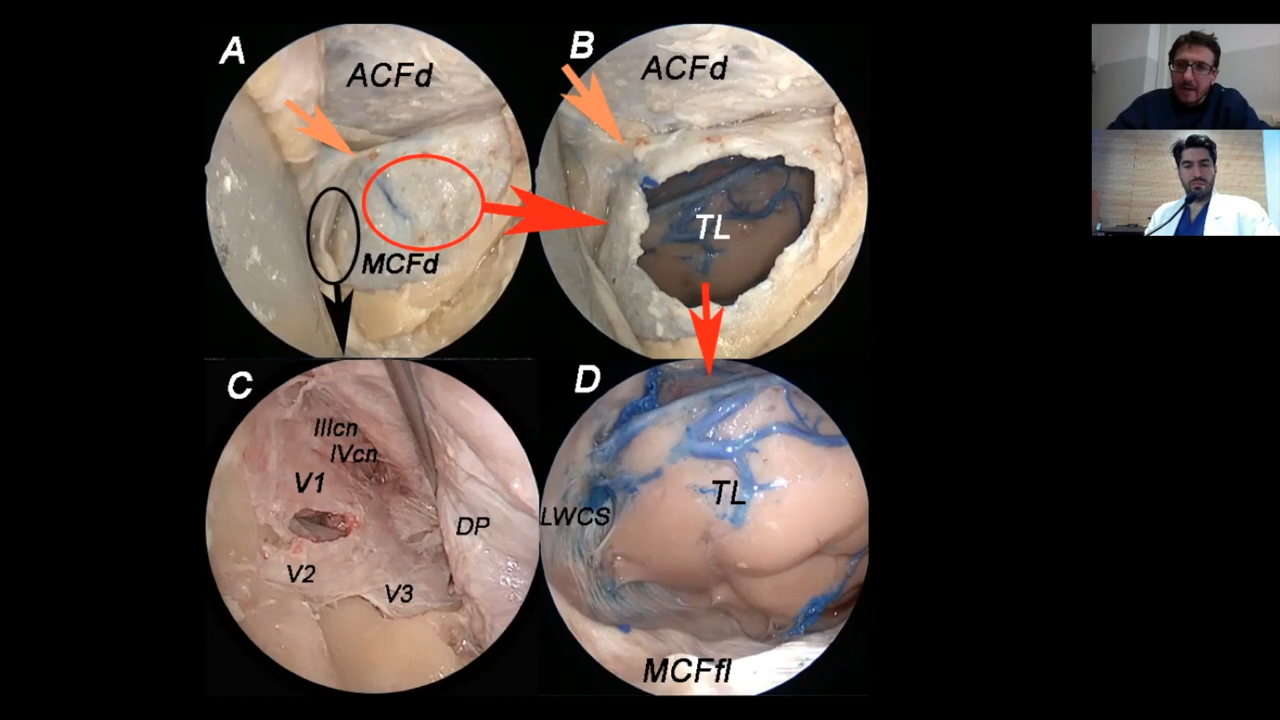 A
ACFd
MCFd
B
ACFd
TL
C
IIIcn
IVcn
V1
DP
V2
V3
D
TL
LWCS
MCFfl